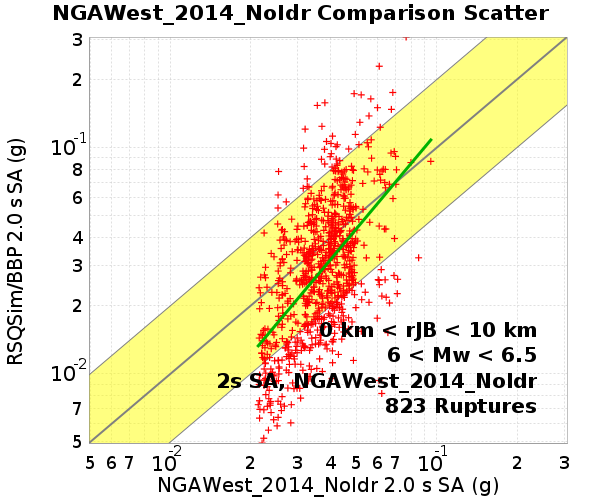 NGAWest_2014_NoIdr Comparison Scatter
3
2
10-1
8
6
4
3
2
10-2
7
5
RSQSim/BBP 2.0 s SA (g)
0 km < rJB < 10 km
6 < Mw < 6.5
2s SA, NGAWest_2014_NoIdr
823 Ruptures
5 6 7 10-2 2 3 4 5 6 8 10-1 2 3
NGAWest_2014_NoIdr 2.0 s SA (g)